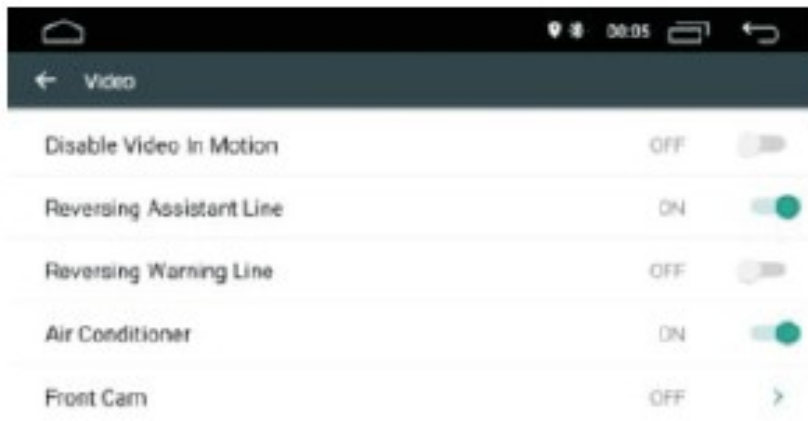 00:05
Video
Disable Video In Motion OFF
Reversing Assistant Line ON
Reversing Warning Line OFF
Air Conditioner ON
Front Cam OFF